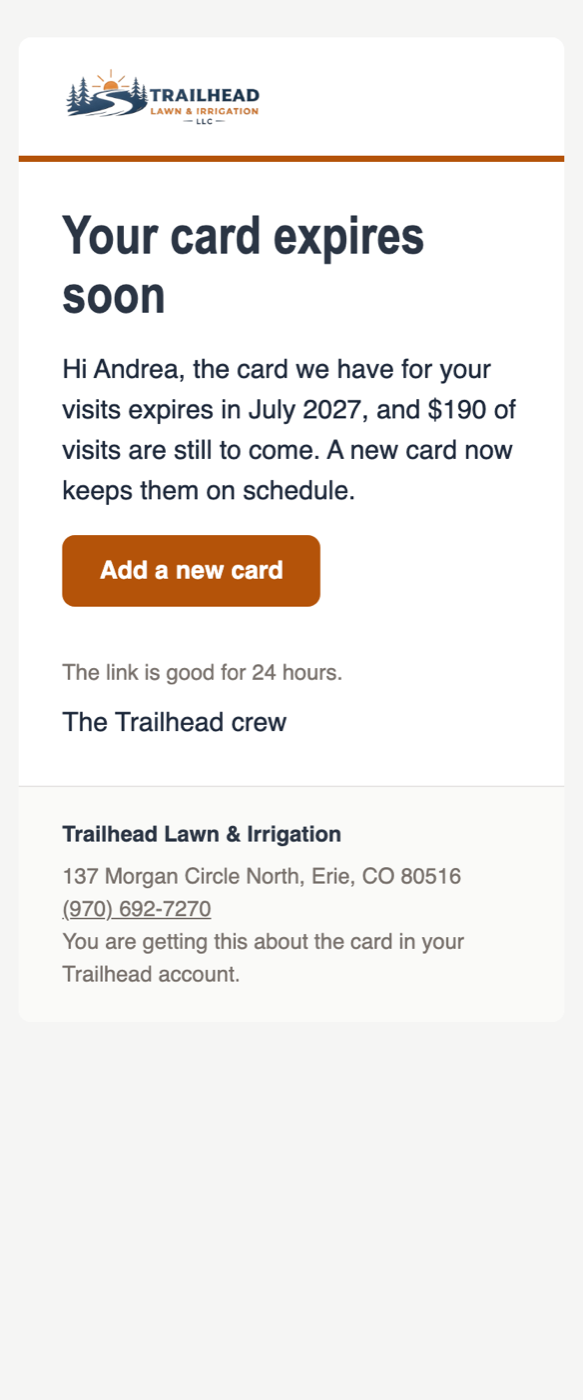 TRAILHEAD
LAWN & IRRIGATION
LLC
Your card expires
soon
Hi Andrea, the card we have for your
visits expires in July 2027, and $190 of
visits are still to come. A new card now
keeps them on schedule.
Add a new card
The link is good for 24 hours.
The Trailhead crew
Trailhead Lawn & Irrigation
137 Morgan Circle North, Erie, CO 80516
(970) 692-7270
You are getting this about the card in your
Trailhead account.